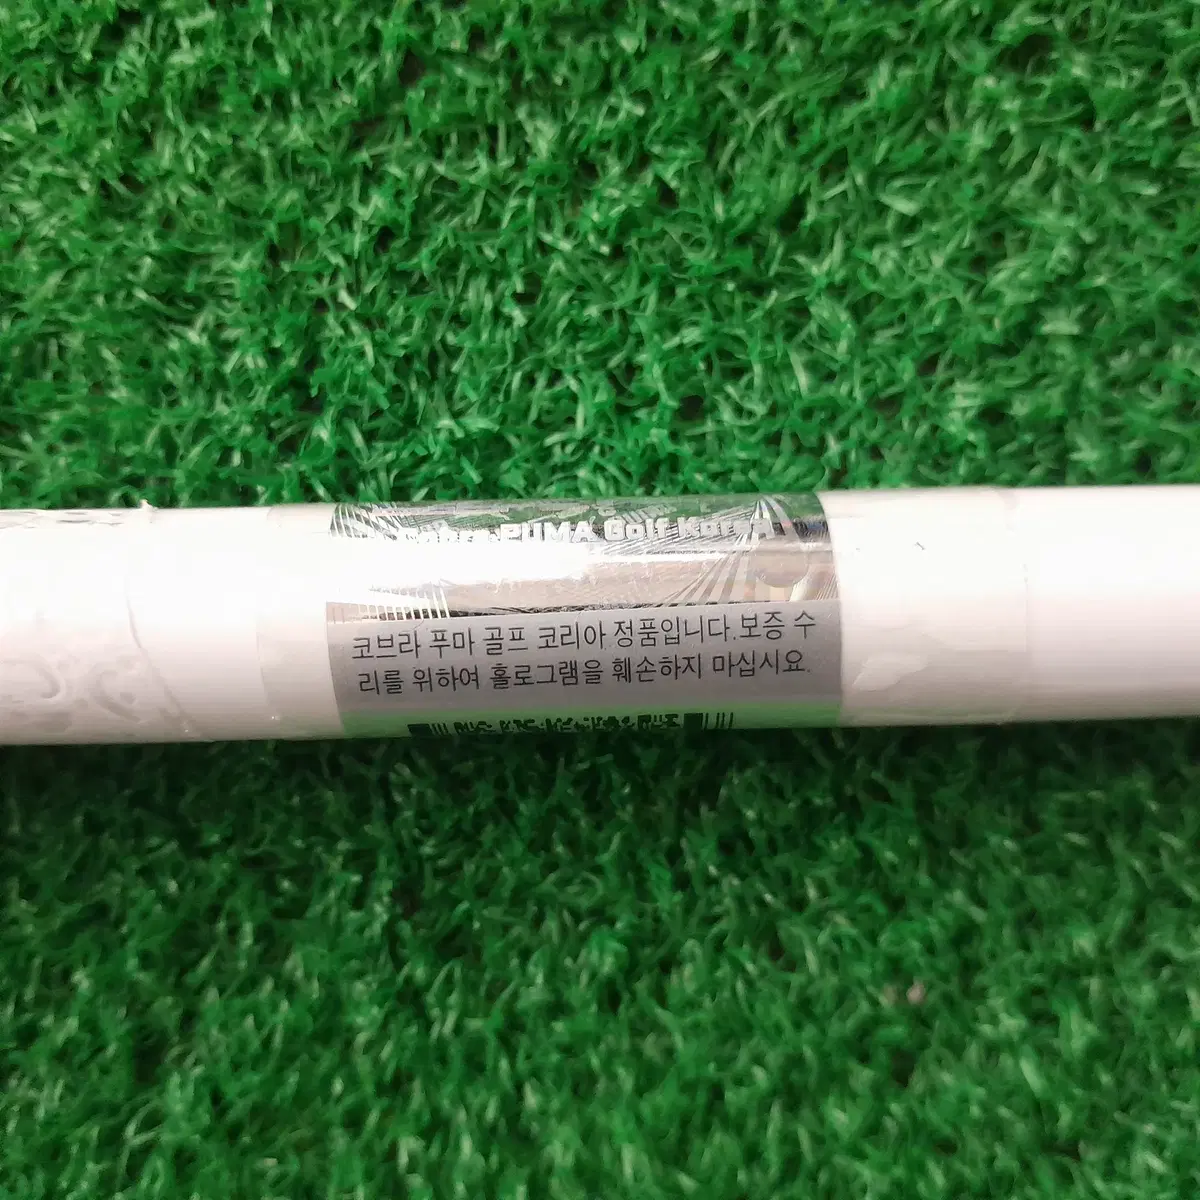 Cobra PUMA Golf Korea
코브라 푸마 골프 코리아 정품입니다.보증 수
리를 위하여 홀로그램을 훼손하지 마십시요.